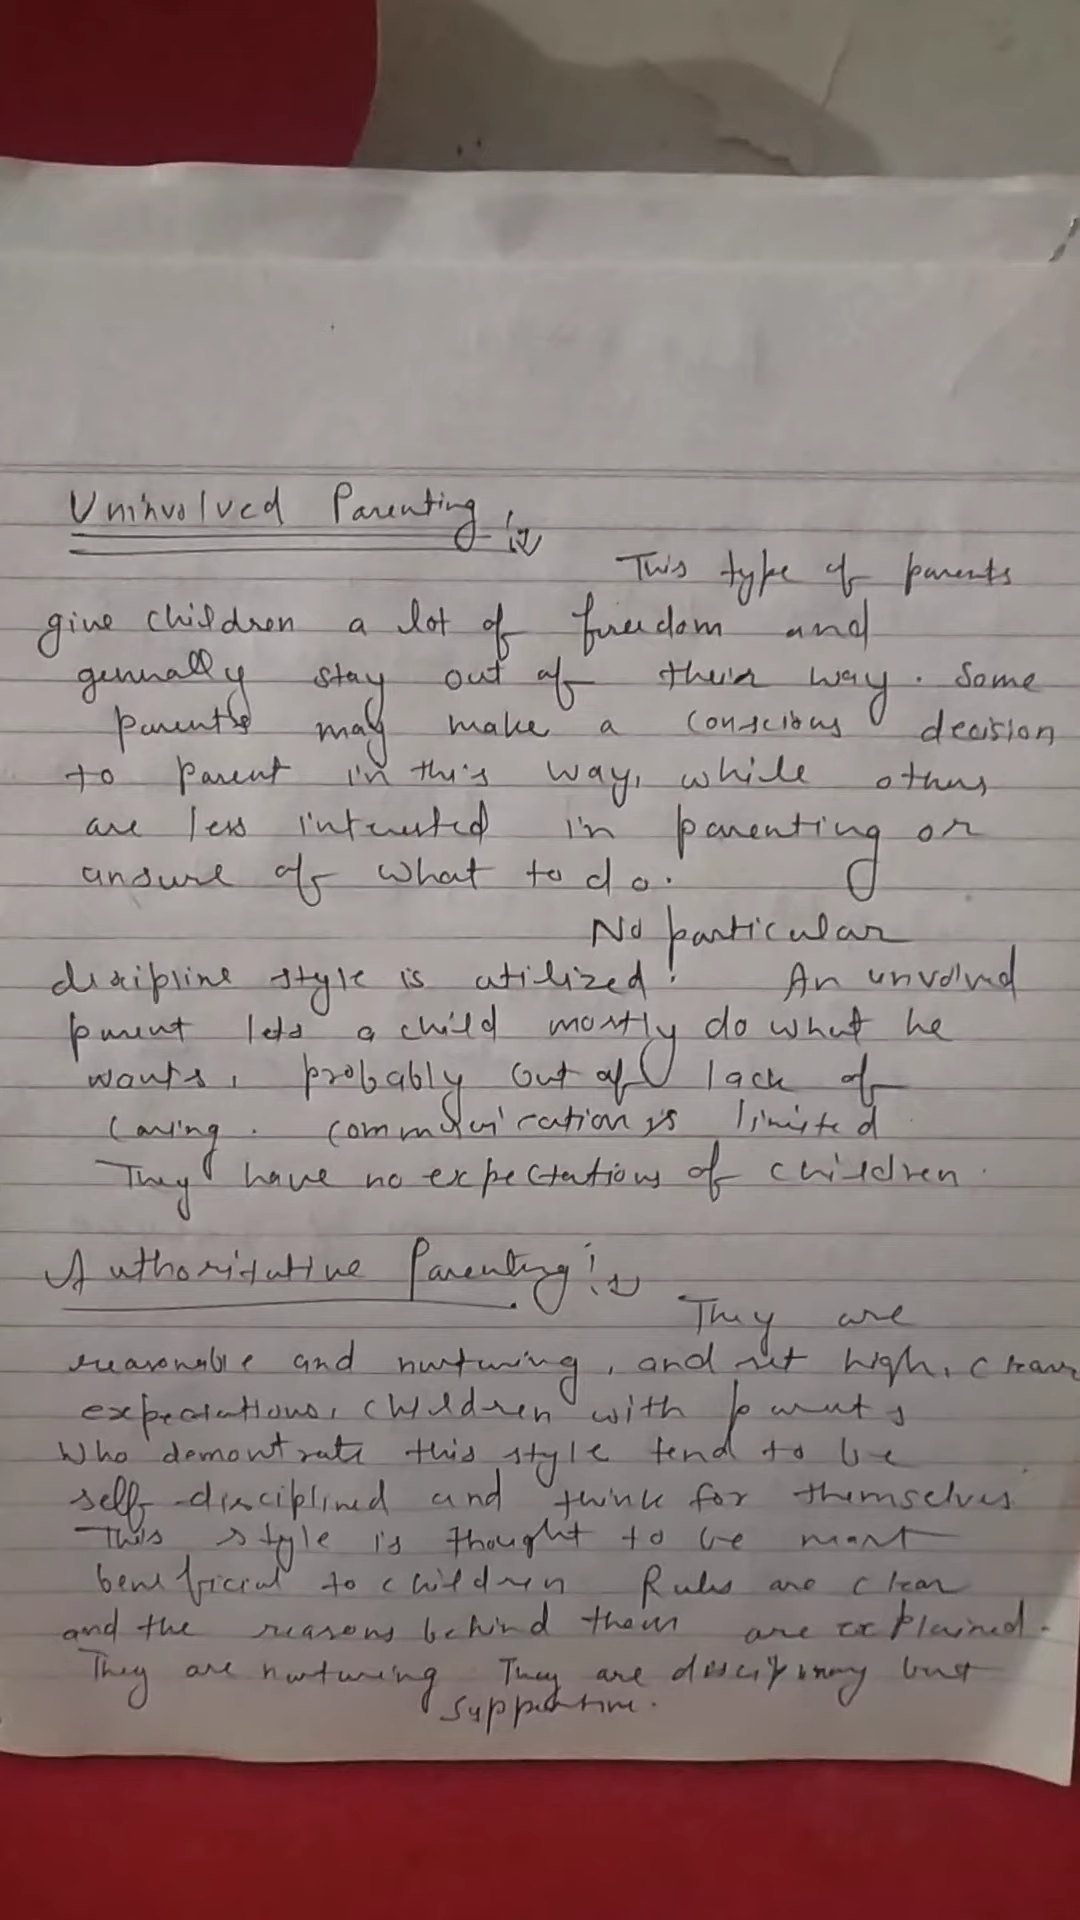 Uninvolved Parenting :-
This type of parents
give children a lot of freedom and
genually stay out of their way. Some
parents may make a conscious decision
to parent in this way, while others
are less interested in parenting or
unsure of what to do.
No particular
discipline style is utilized. An unvolved
parent lets a child mostly do what he
wants, probably out of lack of
caring. communication is limited
They have no expectations of children.
Authoritative Parenting :-
They are
reasonable and nurturing, and set high, clear
expectations, children with parents
who demontrate this style tend to be
self-disciplined and think for themselves
This style is thought to be most
beneficial to children Rules are clear
and the reasons behind them are explained.
They are nurturing They are but
supportive.